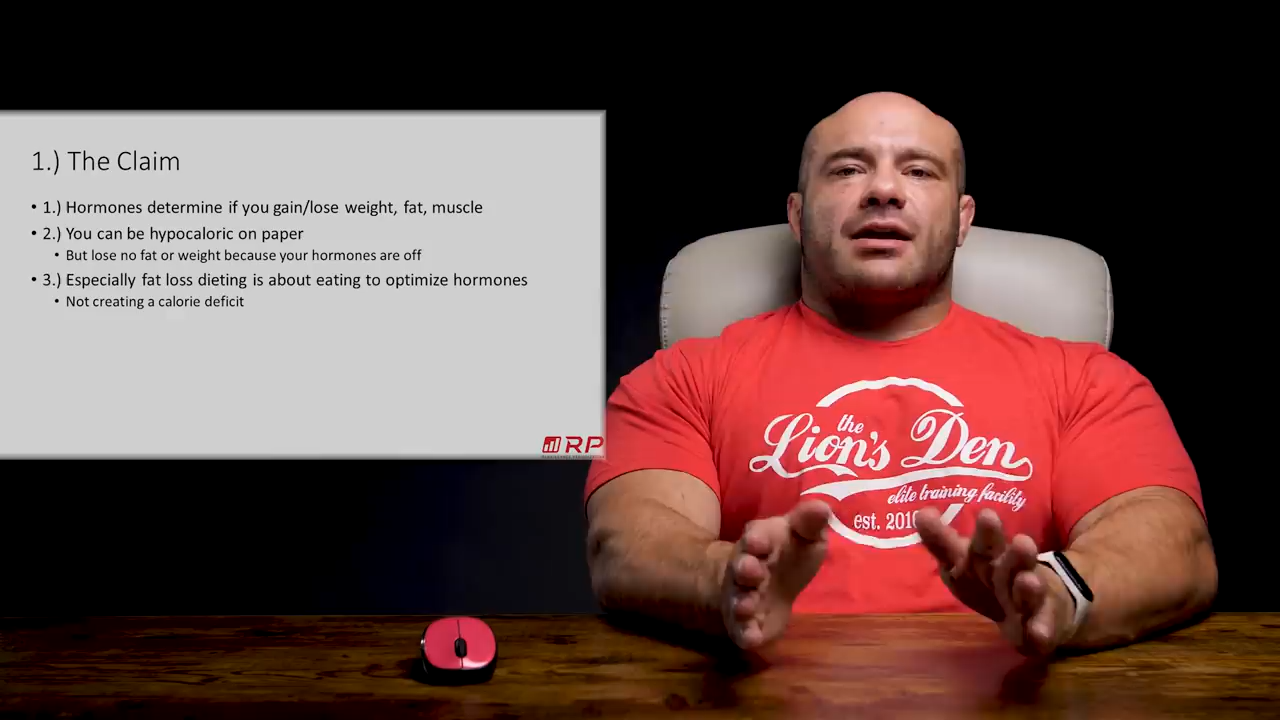 1.) The Claim
• 1.) Hormones determine if you gain/lose weight, fat, muscle
• 2.) You can be hypocaloric on paper
• But lose no fat or weight because your hormones are off
• 3.) Especially fat loss dieting is about eating to optimize hormones
• Not creating a calorie deficit
RP
the
Lion's Den
elite training facility
est. 2010